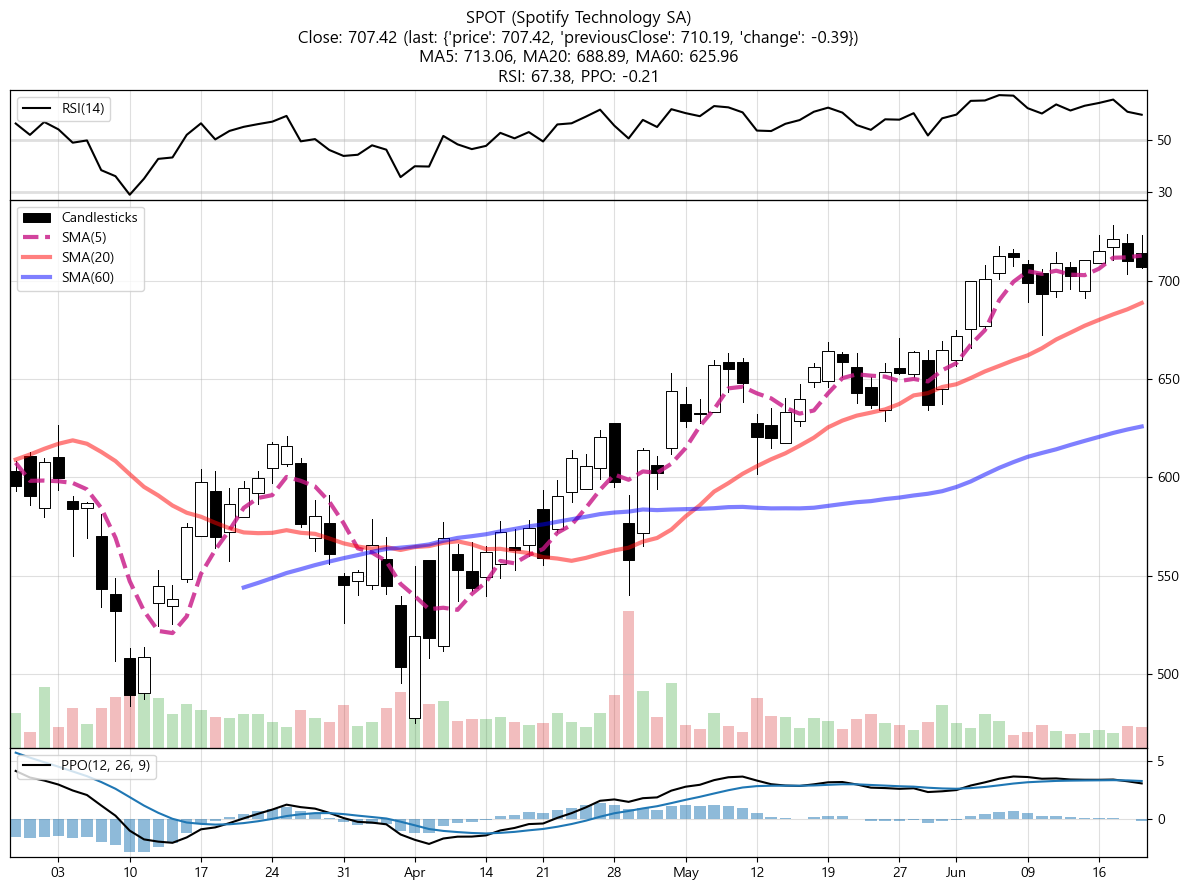 SPOT (Spotify Technology SA)
Close: 707.42 (last: {'price': 707.42, 'previousClose': 710.19, 'change': -0.39})
MA5: 713.06, MA20: 688.89, MA60: 625.96
RSI: 67.38, PPO: -0.21
RSI(14)
50
30
Candlesticks
SMA(5)
SMA(20)
SMA(60)
700
650
600
550
500
PPO(12, 26, 9)
5
0
03 10 17 24 31 Apr 14 21 28 May 12 19 27 Jun 09 16